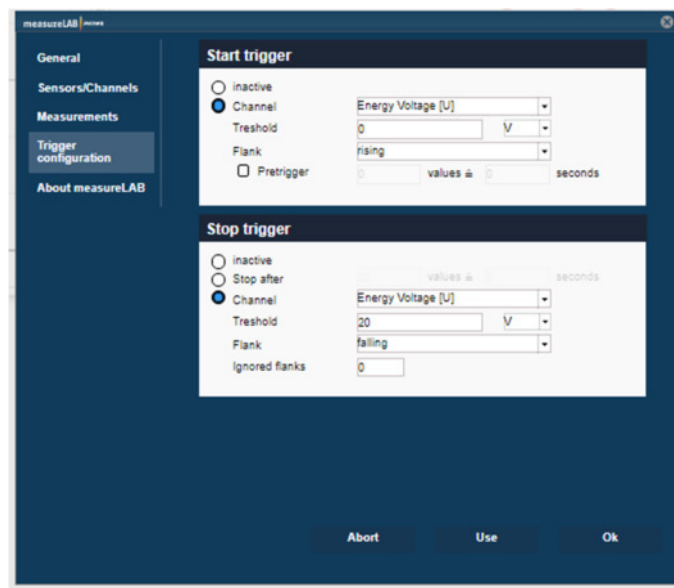 measureLAB
General
Sensors/Channels
Measurements
Trigger
configuration
About measureLAB
Start trigger
inactive
Channel Energy Voltage [U]
Treshold 0 V
Flank rising
Pretrigger 0 values ≙ 0 seconds
Stop trigger
inactive
Stop after values ≙ seconds
Channel Energy Voltage [U]
Treshold 20 V
Flank falling
Ignored flanks 0
Abort Use Ok